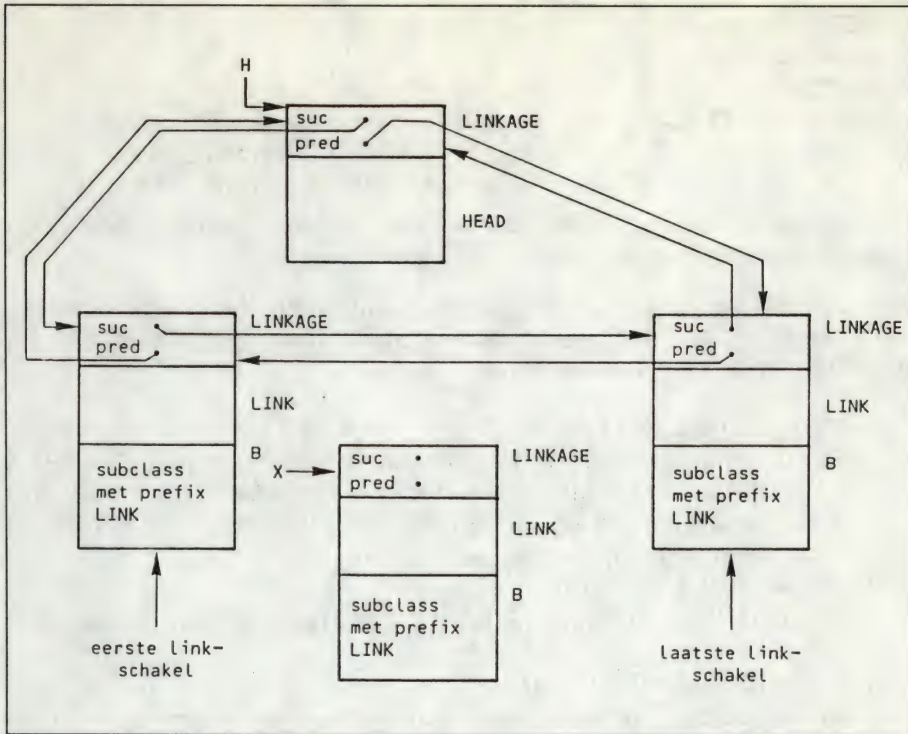 H
suc
pred
LINKAGE
HEAD
suc
pred
LINKAGE
LINK
B
subclass
met prefix
LINK
eerste link-
schakel
X
suc
pred
LINKAGE
LINK
B
subclass
met prefix
LINK
suc
pred
LINKAGE
LINK
B
subclass
met prefix
LINK
laatste link-
schakel